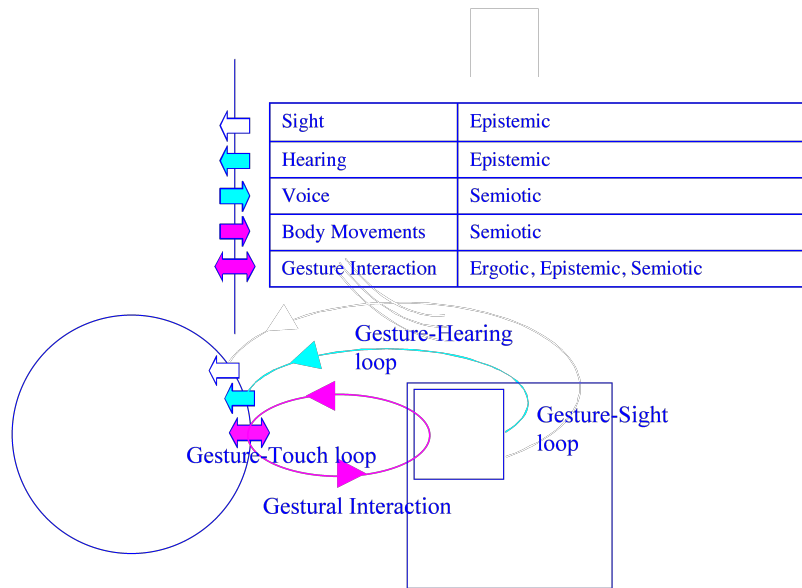 Sight Epistemic
Hearing Epistemic
Voice Semiotic
Body Movements Semiotic
Gesture Interaction Ergotic, Epistemic, Semiotic
Gesture-Hearing
loop
Gesture-Sight
loop
Gesture-Touch loop
Gestural Interaction